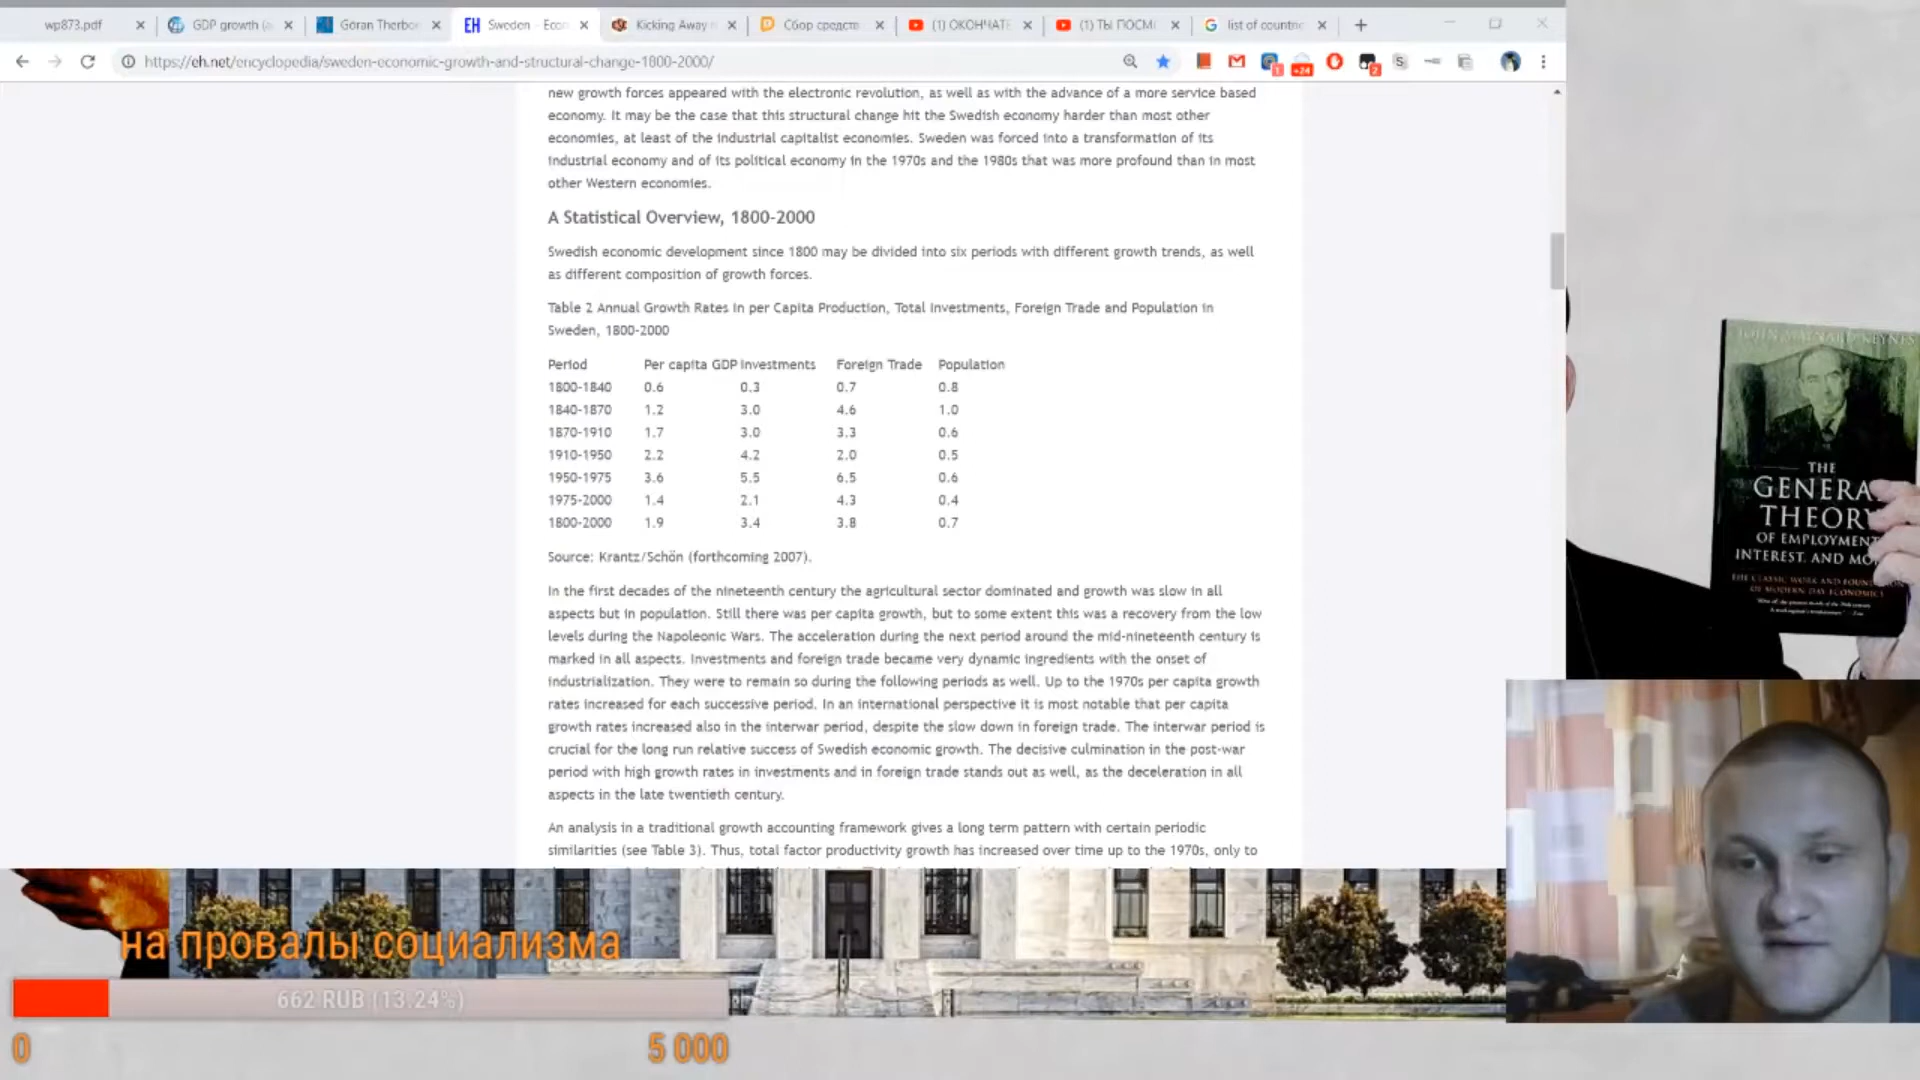 wp873.pdf
GDP growth (a
Göran Therbor
EH Sweden - Econ
Kicking Away
Сбор средств
(1) ОКОНЧАТЕ
(1) ТЫ ПОСМО
list of countrie
https://eh.net/encyclopedia/sweden-economic-growth-and-structural-change-1800-2000/
new growth forces appeared with the electronic revolution, as well as with the advance of a more service based
economy. It may be the case that this structural change hit the Swedish economy harder than most other
economies, at least of the industrial capitalist economies. Sweden was forced into a transformation of its
industrial economy and of its political economy in the 1970s and the 1980s that was more profound than in most
other Western economies.
A Statistical Overview, 1800-2000
Swedish economic development since 1800 may be divided into six periods with different growth trends, as well
as different composition of growth forces.
Table 2 Annual Growth Rates in per Capita Production, Total Investments, Foreign Trade and Population in
Sweden, 1800-2000
Period Per capita GDP Investments Foreign Trade Population
1800-1840 0.6 0.3 0.7 0.8
1840-1870 1.2 3.0 4.6 1.0
1870-1910 1.7 3.0 3.3 0.6
1910-1950 2.2 4.2 2.0 0.5
1950-1975 3.6 5.5 6.5 0.6
1975-2000 1.4 2.1 4.3 0.4
1800-2000 1.9 3.4 3.8 0.7
Source: Krantz/Schön (forthcoming 2007).
In the first decades of the nineteenth century the agricultural sector dominated and growth was slow in all
aspects but in population. Still there was per capita growth, but to some extent this was a recovery from the low
levels during the Napoleonic Wars. The acceleration during the next period around the mid-nineteenth century is
marked in all aspects. Investments and foreign trade became very dynamic ingredients with the onset of
industrialization. They were to remain so during the following periods as well. Up to the 1970s per capita growth
rates increased for each successive period. In an international perspective it is most notable that per capita
growth rates increased also in the interwar period, despite the slow down in foreign trade. The interwar period is
crucial for the long run relative success of Swedish economic growth. The decisive culmination in the post-war
period with high growth rates in investments and in foreign trade stands out as well, as the deceleration in all
aspects in the late twentieth century.
An analysis in a traditional growth accounting framework gives a long term pattern with certain periodic
similarities (see Table 3). Thus, total factor productivity growth has increased over time up to the 1970s, only to
JOHN MAYNARD KEYNES
THE
GENERAL
THEORY
OF EMPLOYMENT
INTEREST, AND MO
THE CLASSIC WORK AND FOUN
OF MODERN DAY ECONOMICS
на провалы социализма
662 RUB (13.24%)
0
5 000